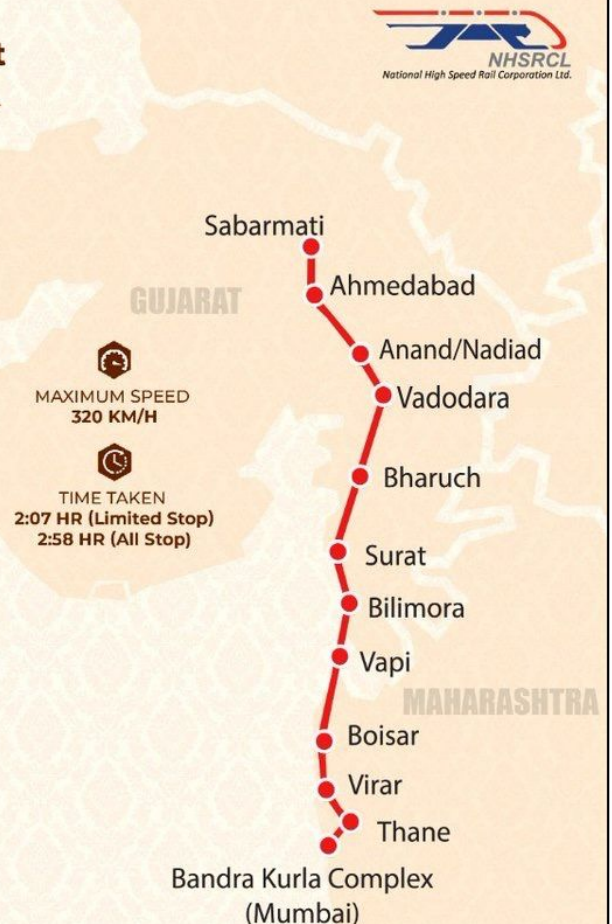 t
NHSRCL
National High Speed Rail Corporation Ltd.
Sabarmati
Ahmedabad
GUJARAT
Anand/Nadiad
MAXIMUM SPEED
320 KM/H
Vadodara
Bharuch
TIME TAKEN
2:07 HR (Limited Stop)
2:58 HR (All Stop)
Surat
Bilimora
Vapi
MAHARASHTRA
Boisar
Virar
Thane
Bandra Kurla Complex
(Mumbai)